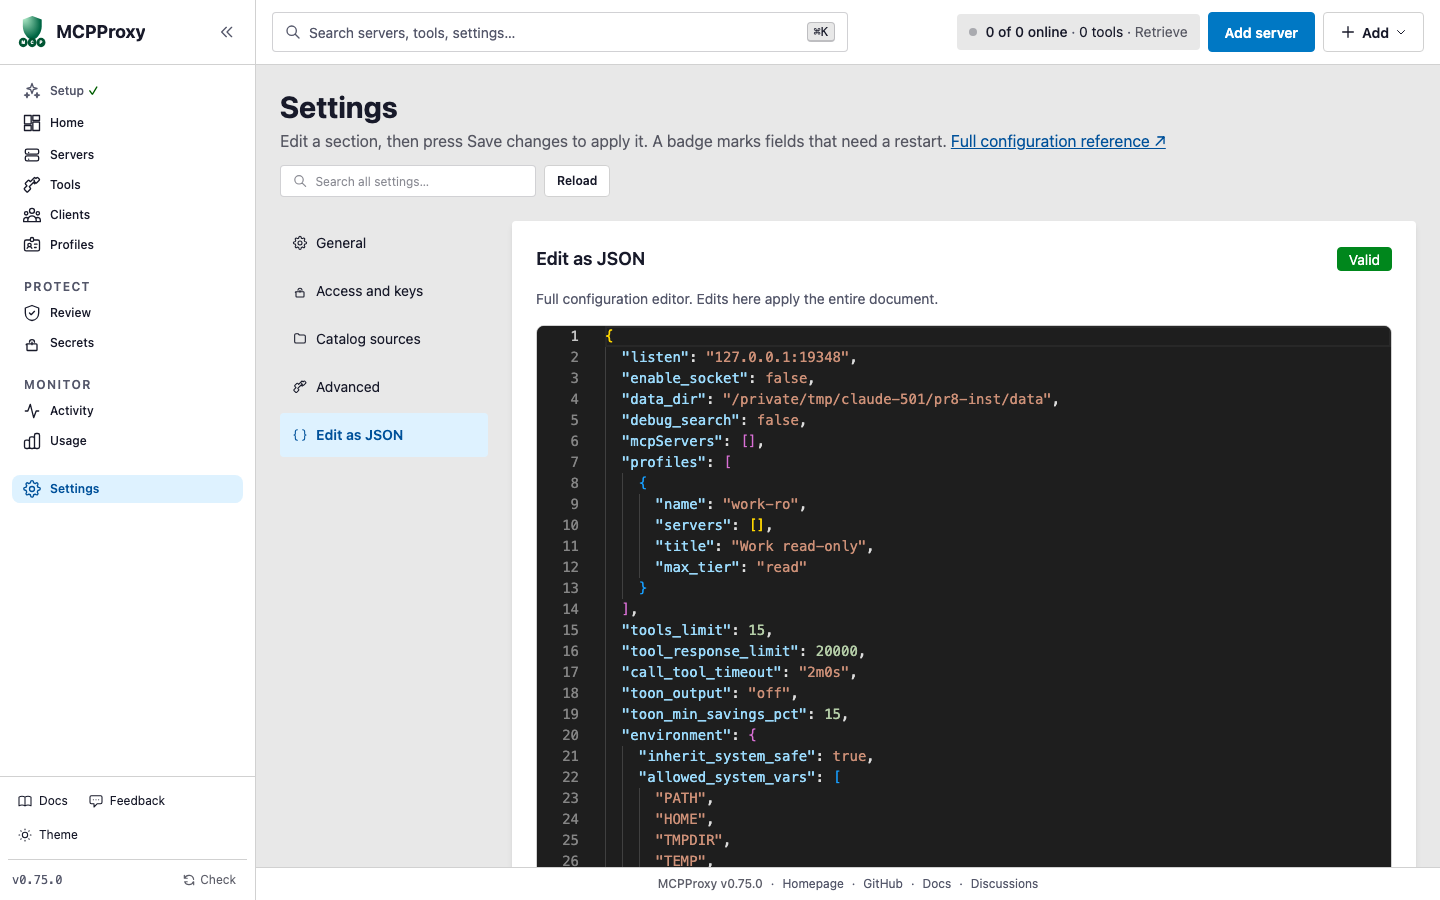 MCPProxy
Search servers, tools, settings...
⌘K
0 of 0 online · 0 tools · Retrieve
Add server
Add
Setup ✓
Home
Servers
Tools
Clients
Profiles
PROTECT
Review
Secrets
MONITOR
Activity
Usage
Settings
Docs
Feedback
Theme
v0.75.0
Check
Settings
Edit a section, then press Save changes to apply it. A badge marks fields that need a restart. Full configuration reference ↗
Search all settings...
Reload
General
Access and keys
Catalog sources
Advanced
{ } Edit as JSON
Edit as JSON
Valid
Full configuration editor. Edits here apply the entire document.
1 {
2 "listen": "127.0.0.1:19348",
3 "enable_socket": false,
4 "data_dir": "/private/tmp/claude-501/pr8-inst/data",
5 "debug_search": false,
6 "mcpServers": [],
7 "profiles": [
8 {
9 "name": "work-ro",
10 "servers": [],
11 "title": "Work read-only",
12 "max_tier": "read"
13 }
14 ],
15 "tools_limit": 15,
16 "tool_response_limit": 20000,
17 "call_tool_timeout": "2m0s",
18 "toon_output": "off",
19 "toon_min_savings_pct": 15,
20 "environment": {
21 "inherit_system_safe": true,
22 "allowed_system_vars": [
23 "PATH",
24 "HOME",
25 "TMPDIR",
26 "TEMP",
MCPProxy v0.75.0 · Homepage · GitHub · Docs · Discussions